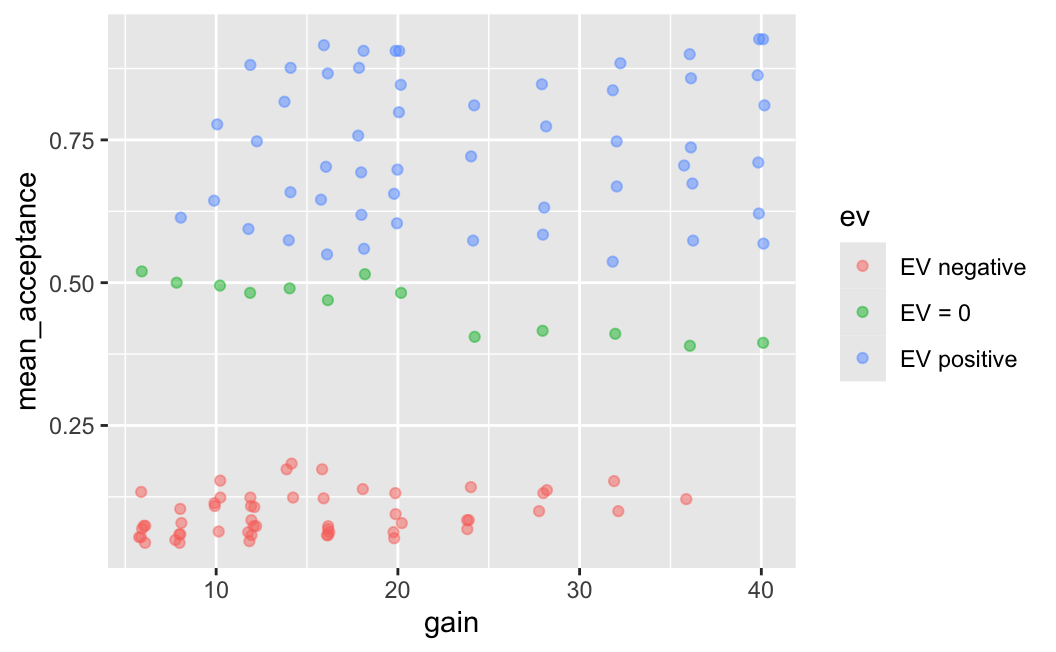 mean_acceptance
0.75
0.50
0.25
10
20
30
40
gain
ev
EV negative
EV = 0
EV positive